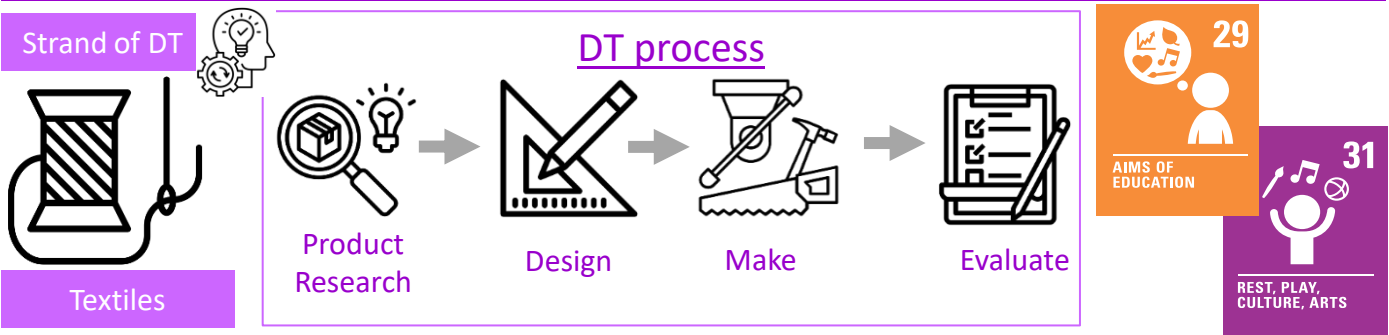 Strand of DT
Textiles
DT process
Product
Research
Design
Make
Evaluate
29
AIMS OF
EDUCATION
31
REST, PLAY,
CULTURE, ARTS